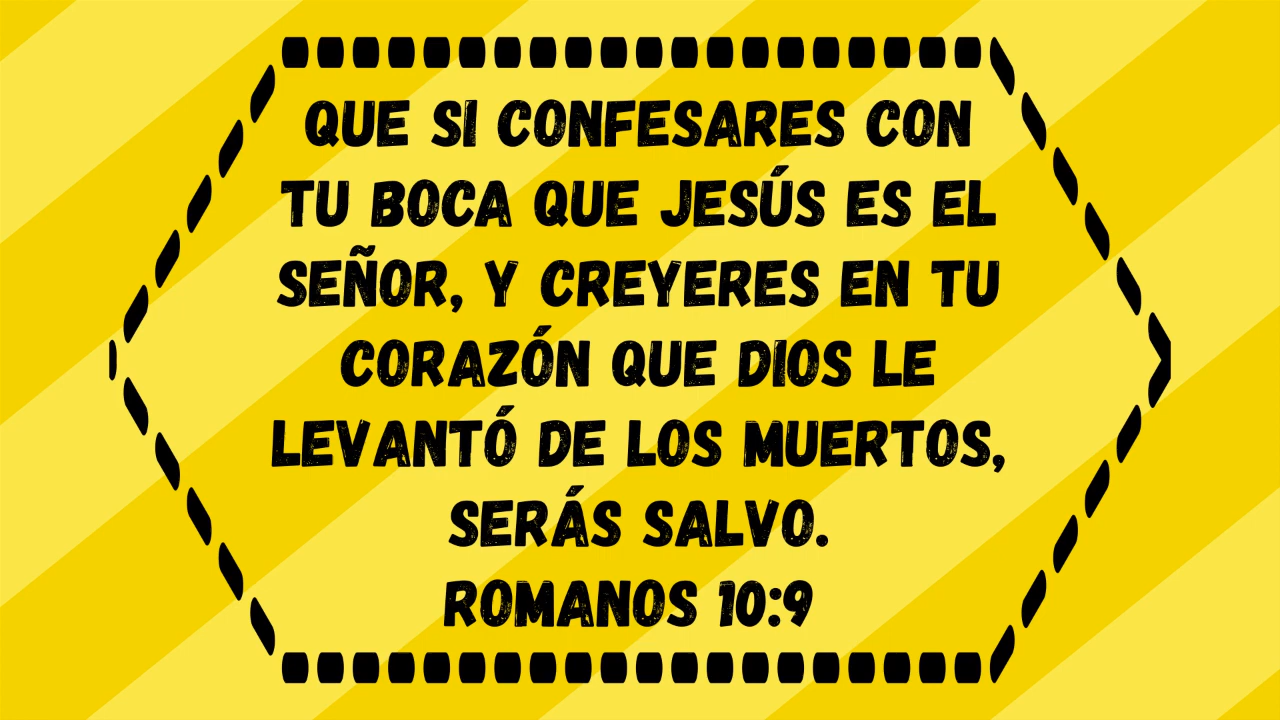 QUE SI CONFESARES CON
TU BOCA QUE JESÚS ES EL
SEÑOR, Y CREYERES EN TU
CORAZÓN QUE DIOS LE
LEVANTÓ DE LOS MUERTOS,
SERÁS SALVO.
ROMANOS 10:9